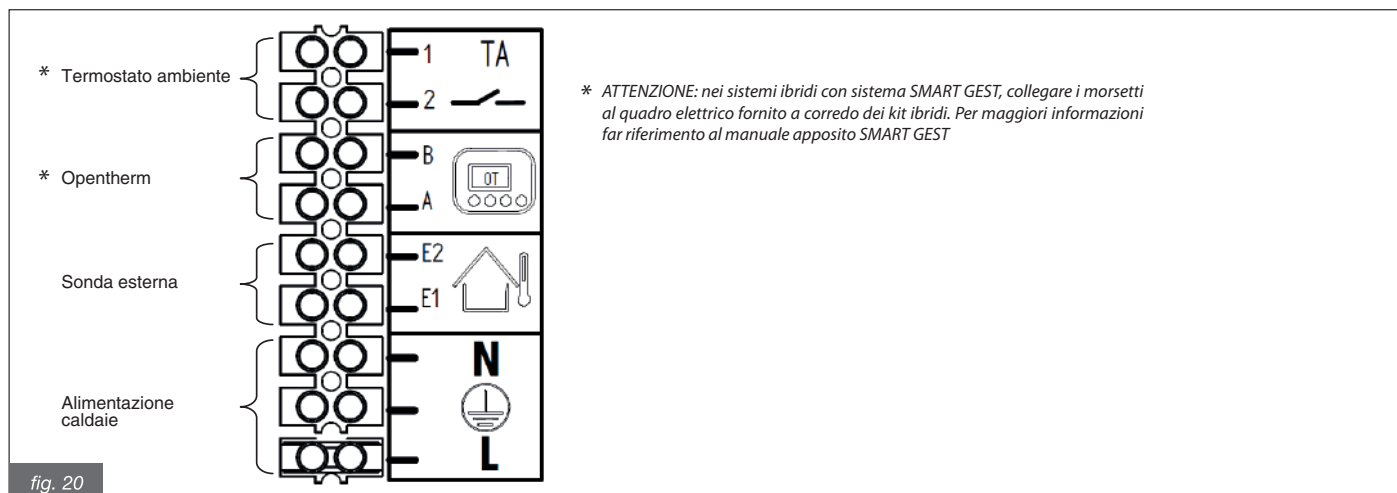 * Termostato ambiente
1 TA
2
* Opentherm
B
OT
A
Sonda esterna
E2
E1
Alimentazione
caldaie
N
L
* ATTENZIONE: nei sistemi ibridi con sistema SMART GEST, collegare i morsetti
al quadro elettrico fornito a corredo dei kit ibridi. Per maggiori informazioni
far riferimento al manuale apposito SMART GEST
fig. 20